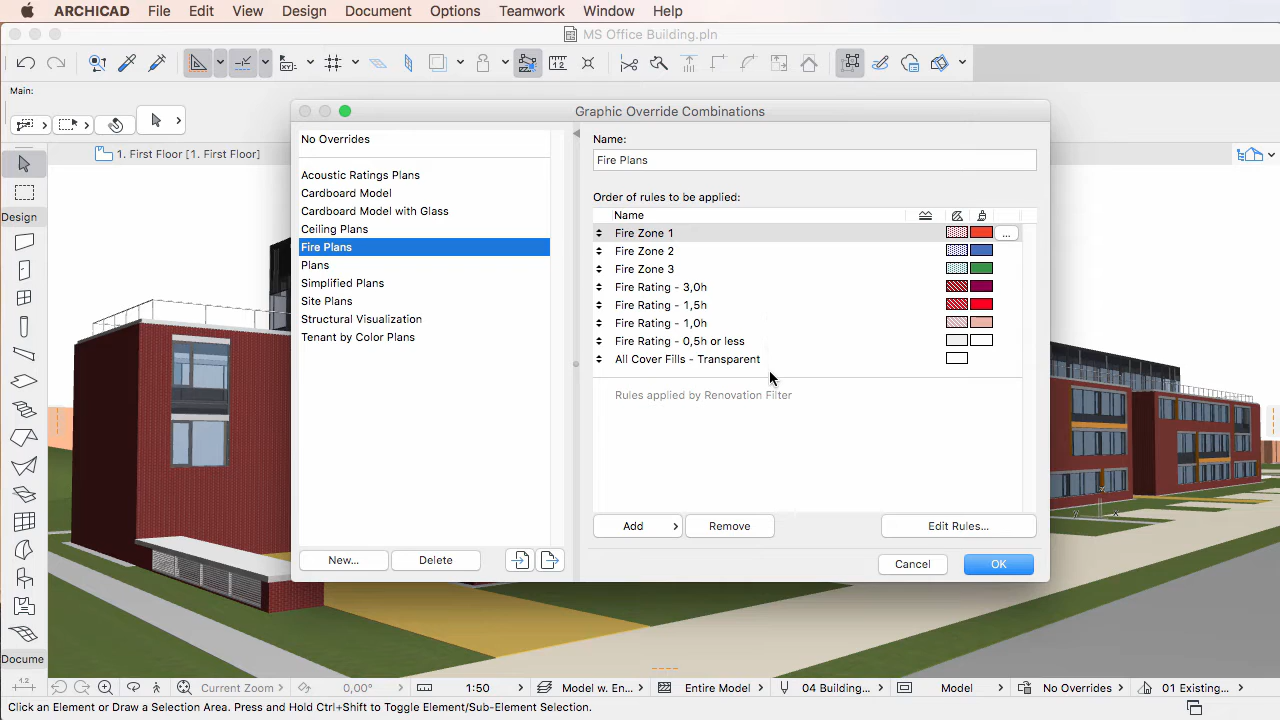 ARCHICAD File Edit View Design Document Options Teamwork Window Help
MS Office Building.pln
Main:
1. First Floor [1. First Floor]
Design
Docume
Graphic Override Combinations
No Overrides
Acoustic Ratings Plans
Cardboard Model
Cardboard Model with Glass
Ceiling Plans
Fire Plans
Plans
Simplified Plans
Site Plans
Structural Visualization
Tenant by Color Plans
New...
Delete
Name:
Fire Plans
Order of rules to be applied:
Name
Fire Zone 1
...
Fire Zone 2
Fire Zone 3
Fire Rating - 3,0h
Fire Rating - 1,5h
Fire Rating - 1,0h
Fire Rating - 0,5h or less
All Cover Fills - Transparent
Rules applied by Renovation Filter
Add
Remove
Edit Rules...
Cancel
OK
1.2
Current Zoom
0,00°
1:50
Model w. En...
Entire Model
04 Building...
Model
No Overrides
01 Existing...
Click an Element or Draw a Selection Area. Press and Hold Ctrl+Shift to Toggle Element/Sub-Element Selection.